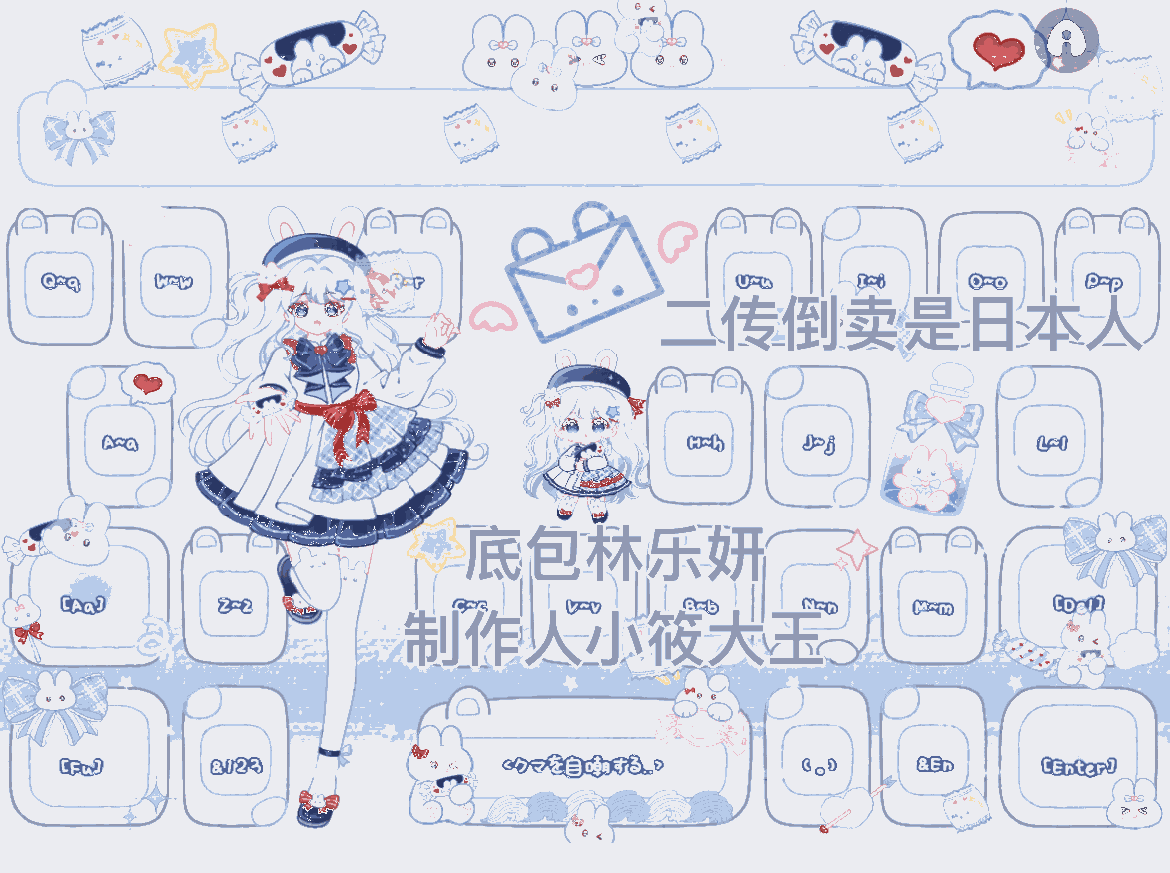 Q~q W~w r U~u I~i O~o P~p
二传倒卖是日本人
A~a H~h J~j L~l
底包林乐妍
[Aa] Z~z C~c V~v B~b N~n M~m [Del]
制作人小筱大王
[Fw] &123 <クマを自嘲する..> (。) &En [Enter]